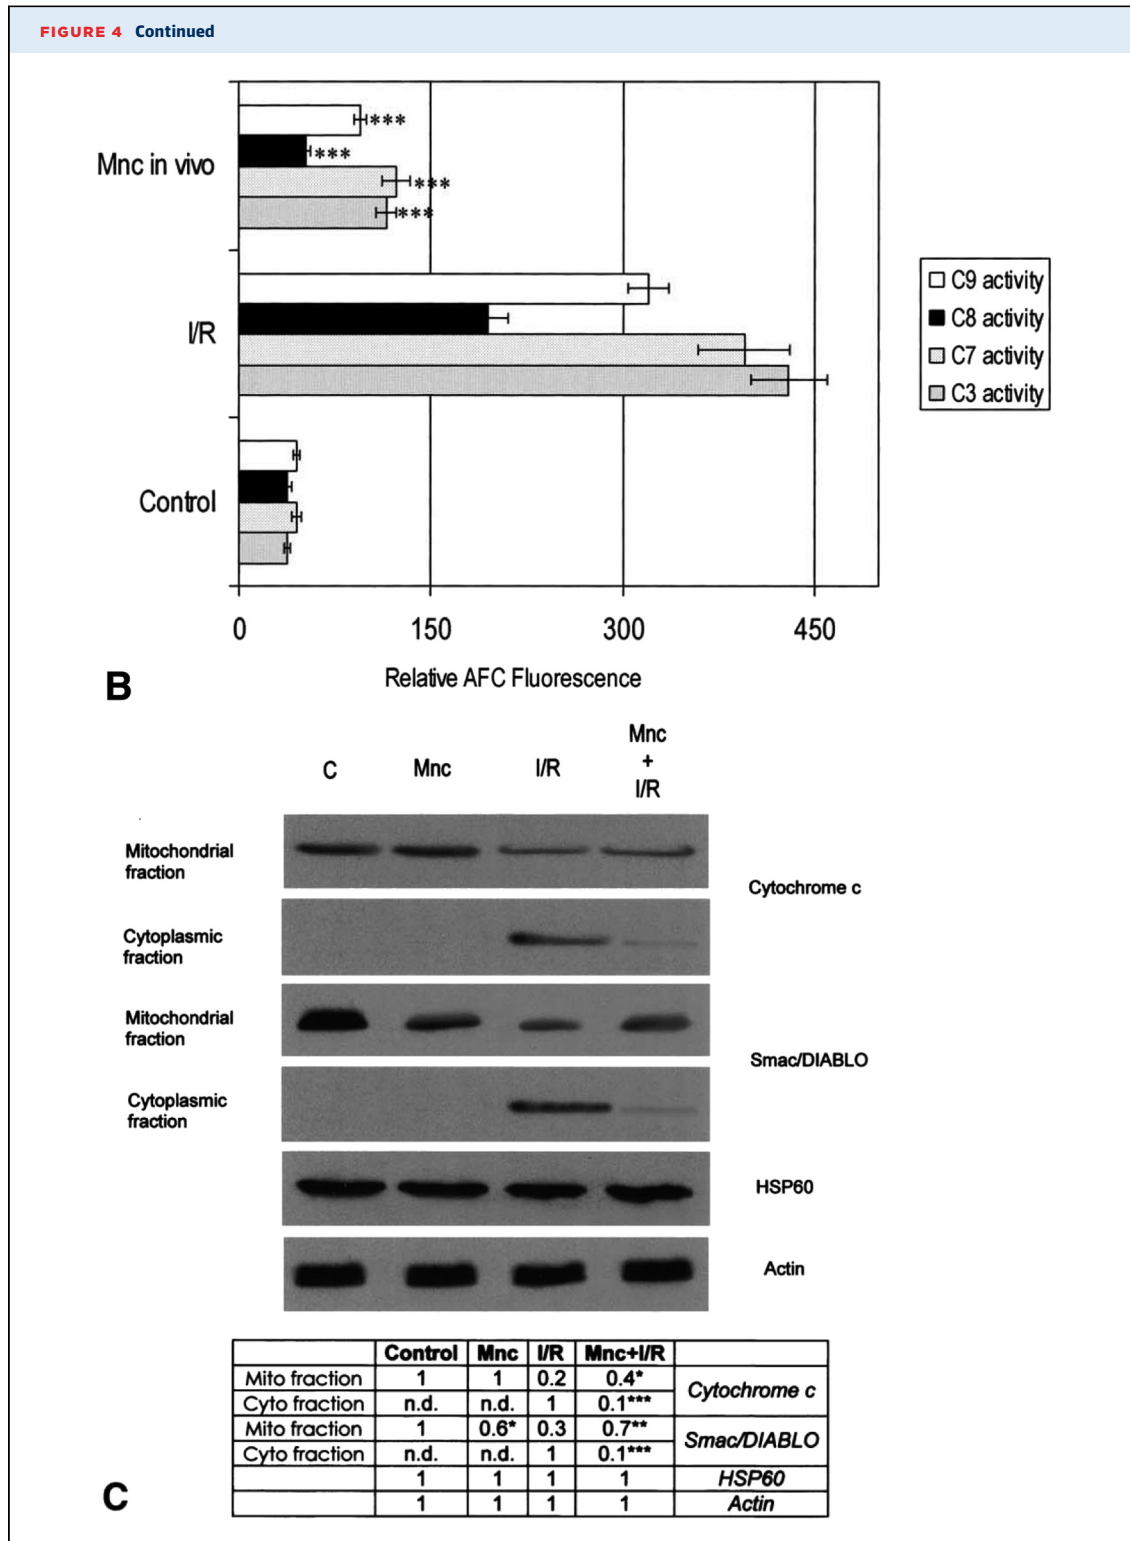 FIGURE 4 Continued
Mnc in vivo
***
***
***
***
I/R
Control
C9 activity
C8 activity
C7 activity
C3 activity
0 150 300 450
Relative AFC Fluorescence
B
C Mnc I/R Mnc
+
I/R
Mitochondrial
fraction
Cytochrome c
Cytoplasmic
fraction
Mitochondrial
fraction
Smac/DIABLO
Cytoplasmic
fraction
HSP60
Actin
Control Mnc I/R Mnc+I/R
Mito fraction 1 1 0.2 0.4* Cytochrome c
Cyto fraction n.d. n.d. 1 0.1***
Mito fraction 1 0.6* 0.3 0.7** Smac/DIABLO
Cyto fraction n.d. n.d. 1 0.1***
1 1 1 1 HSP60
1 1 1 1 Actin
C